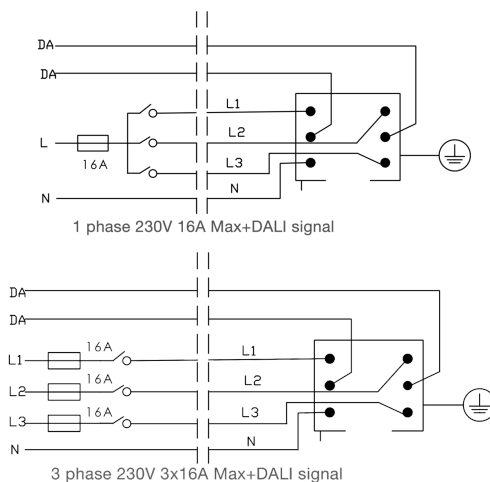 DA
DA
L1
L2
L
16A
L3
N
N
1 phase 230V 16A Max+DALI signal
DA
DA
16A
L1
L1
16A
L2
L2
16A
L3
L3
N
N
3 phase 230V 3x16A Max+DALI signal